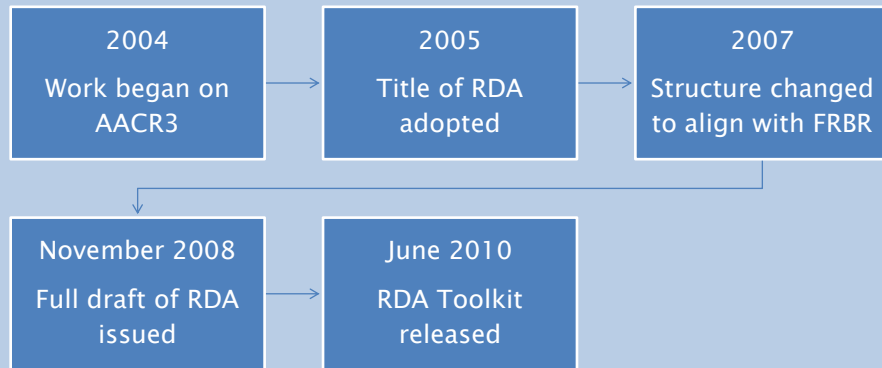 2004
Work began on
AACR3
2005
Title of RDA
adopted
2007
Structure changed
to align with FRBR
November 2008
Full draft of RDA
issued
June 2010
RDA Toolkit
released